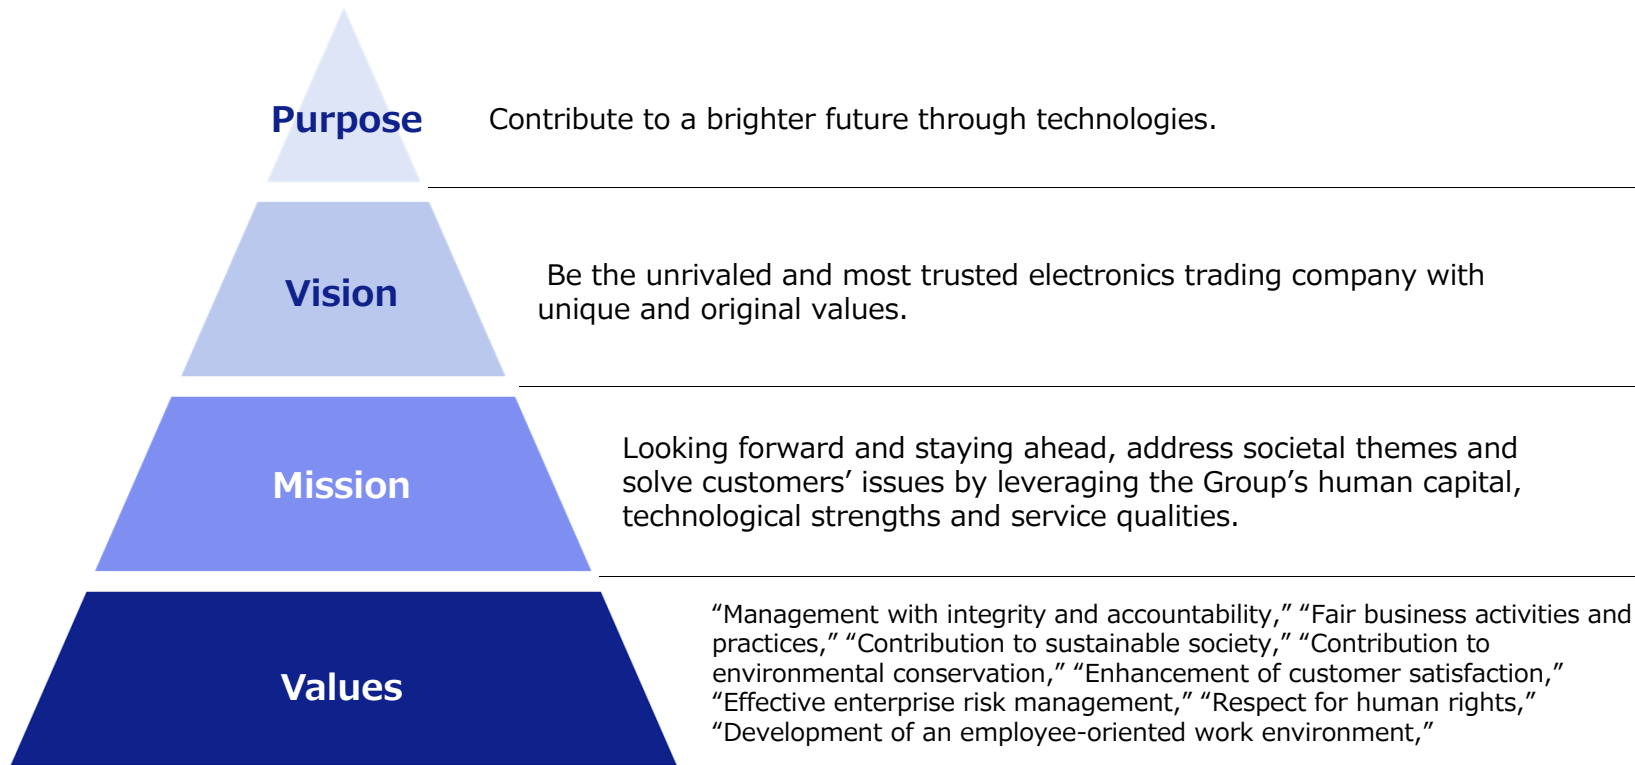 Purpose
Contribute to a brighter future through technologies.
Vision
Be the unrivaled and most trusted electronics trading company with
unique and original values.
Mission
Looking forward and staying ahead, address societal themes and
solve customers’ issues by leveraging the Group’s human capital,
technological strengths and service qualities.
Values
“Management with integrity and accountability,” “Fair business activities and
practices,” “Contribution to sustainable society,” “Contribution to
environmental conservation,” “Enhancement of customer satisfaction,”
“Effective enterprise risk management,” “Respect for human rights,”
“Development of an employee-oriented work environment,”